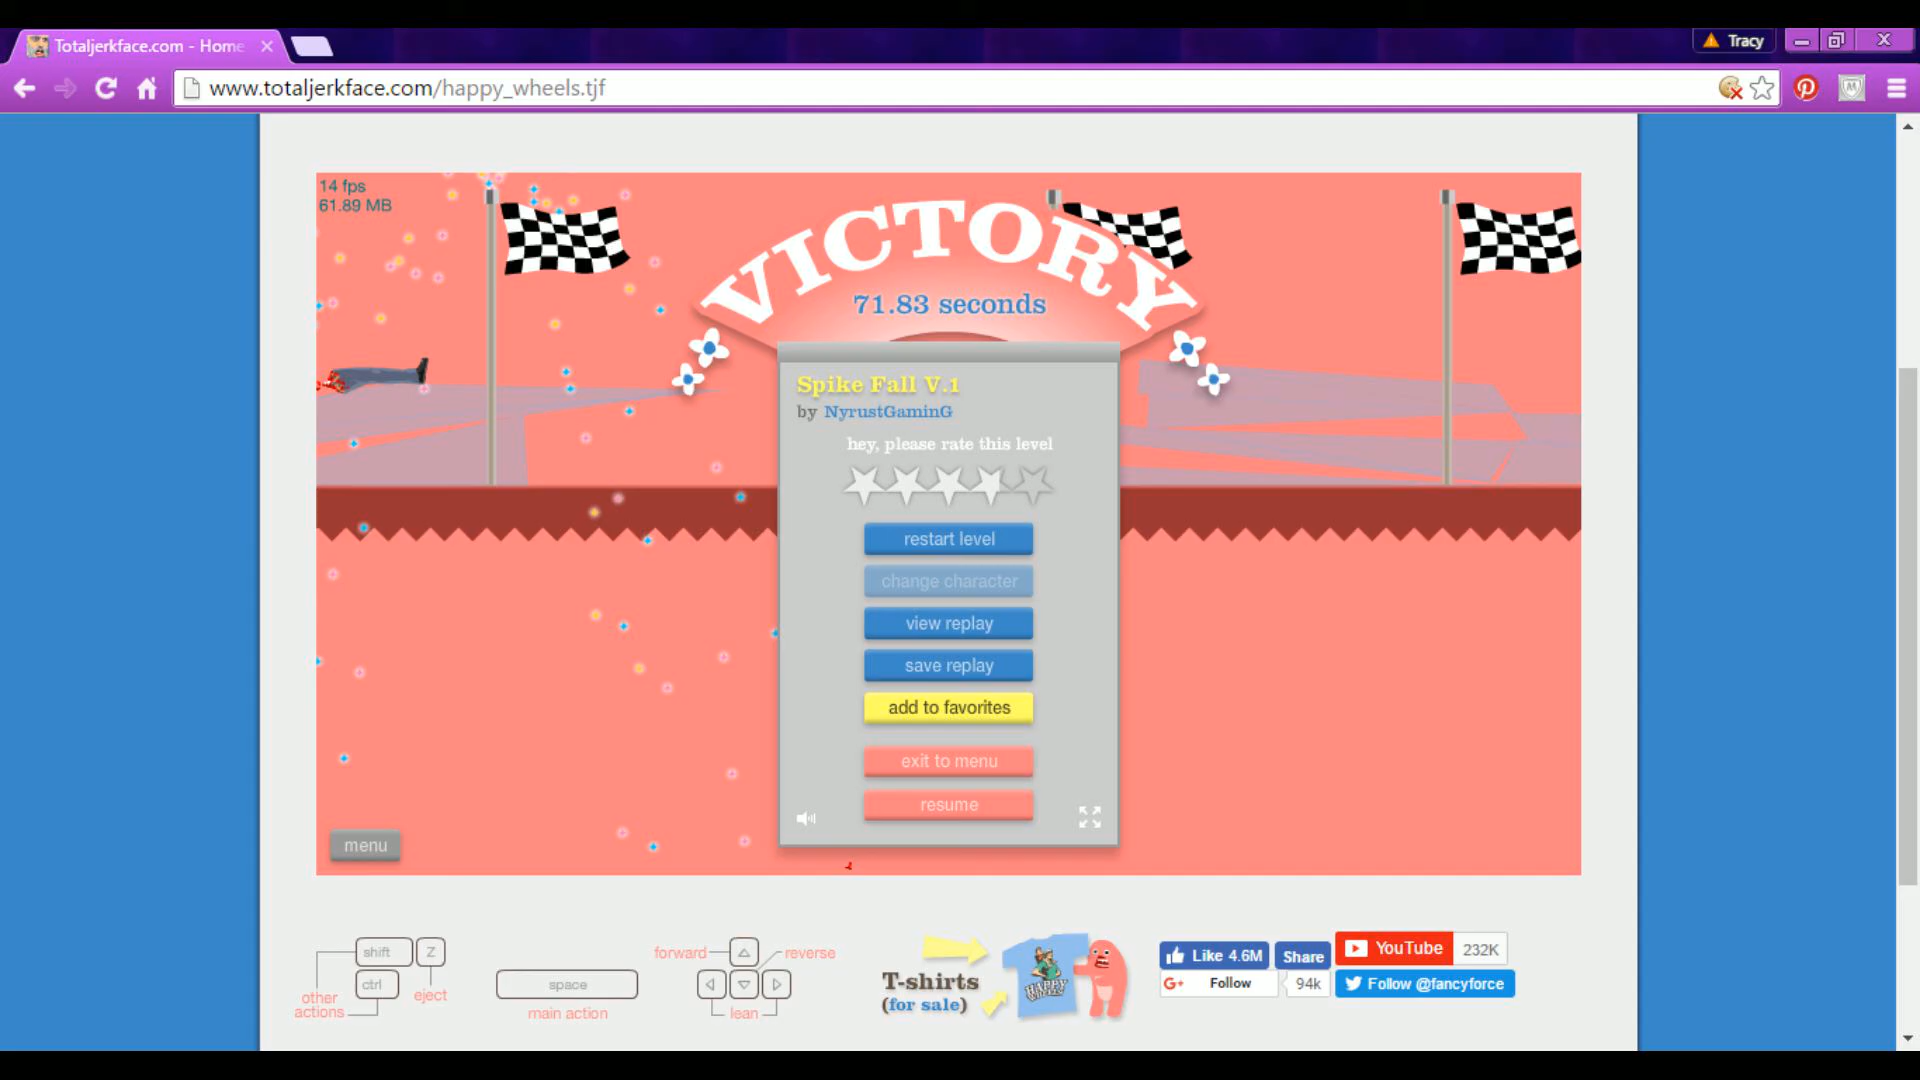 Totaljerkface.com - Home
Tracy
www.totaljerkface.com/happy_wheels.tjf
14 fps
61.89 MB
VICTORY
71.83 seconds
Spike Fall V.1
by NyrustGaminG
hey, please rate this level
restart level
change character
view replay
save replay
add to favorites
exit to menu
resume
menu
shift
Z
ctrl
other
actions
eject
space
main action
forward
reverse
lean
T-shirts
(for sale)
HAPPY
WHEELS
Like 4.6M
Share
YouTube
232K
G+ Follow
94k
Follow @fancyforce